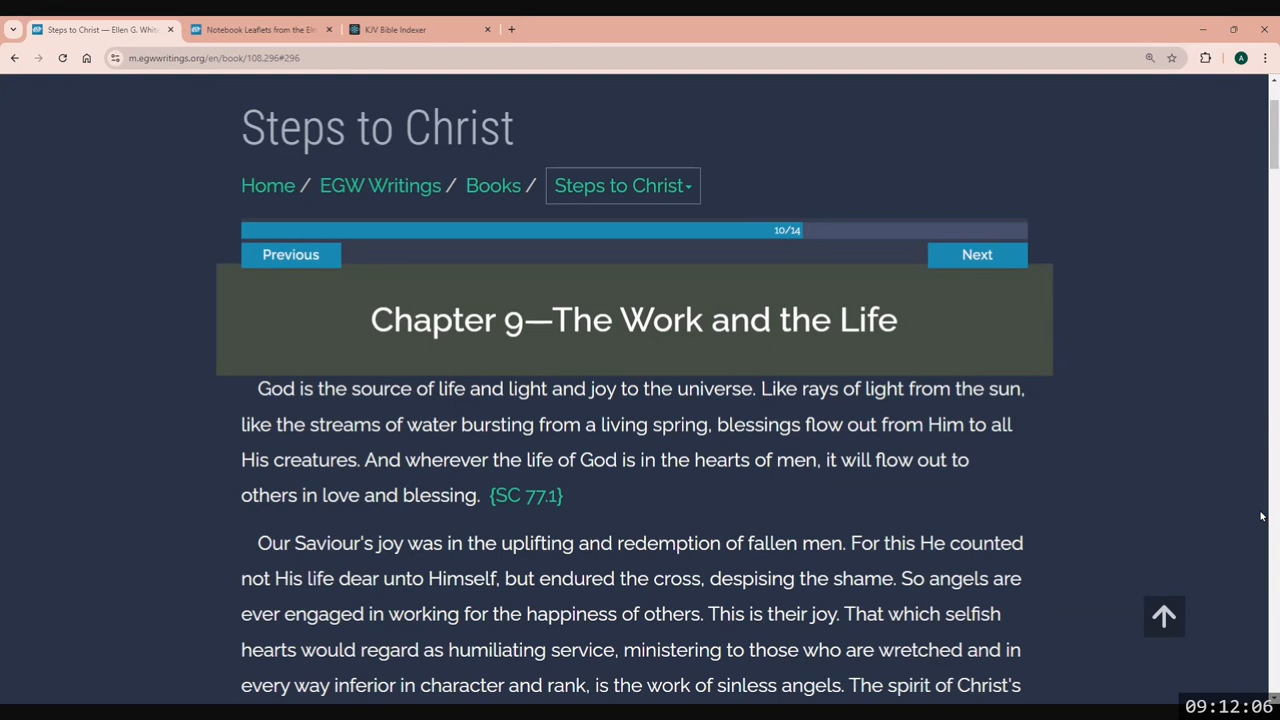 Steps to Christ — Ellen G. Whit
Notebook Leaflets from the Elm
KJV Bible Indexer
m.egwwritings.org/en/book/108.296#296
A
Steps to Christ
Home / EGW Writings / Books / Steps to Christ
10/14
Previous
Next
Chapter 9—The Work and the Life
God is the source of life and light and joy to the universe. Like rays of light from the sun,
like the streams of water bursting from a living spring, blessings flow out from Him to all
His creatures. And wherever the life of God is in the hearts of men, it will flow out to
others in love and blessing. {SC 77.1}
Our Saviour's joy was in the uplifting and redemption of fallen men. For this He counted
not His life dear unto Himself, but endured the cross, despising the shame. So angels are
ever engaged in working for the happiness of others. This is their joy. That which selfish
hearts would regard as humiliating service, ministering to those who are wretched and in
every way inferior in character and rank, is the work of sinless angels. The spirit of Christ's
09:12:06